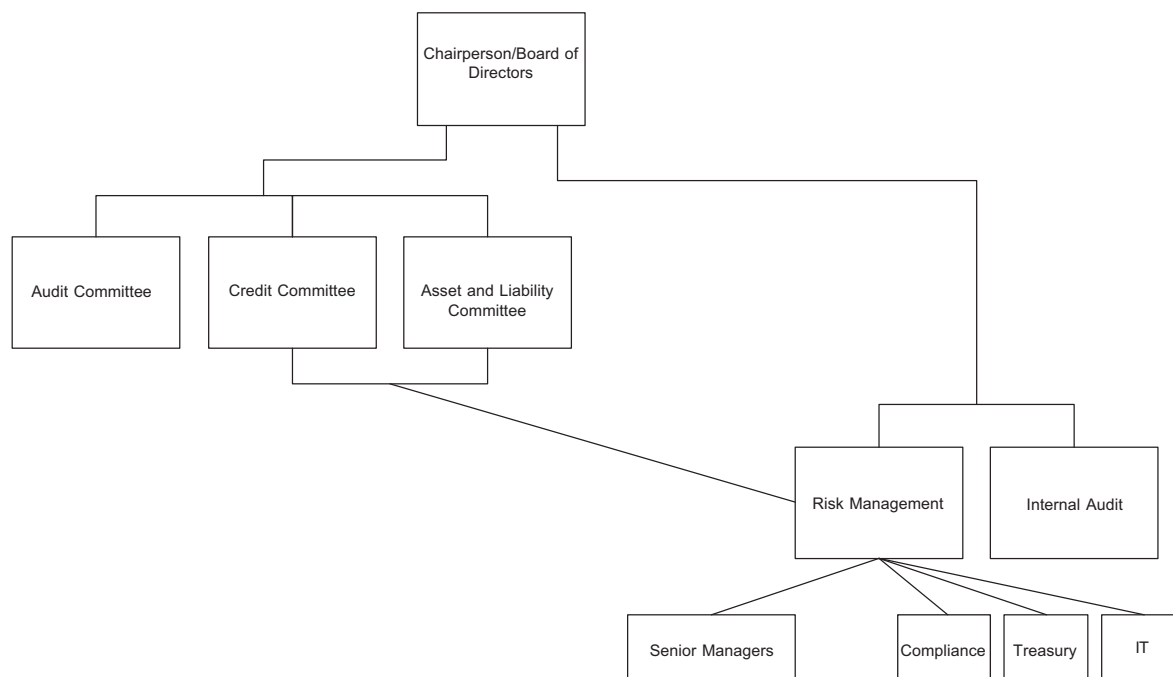 Chairperson/Board of
Directors
Audit Committee
Credit Committee
Asset and Liability
Committee
Risk Management
Internal Audit
Senior Managers
Compliance
Treasury
IT